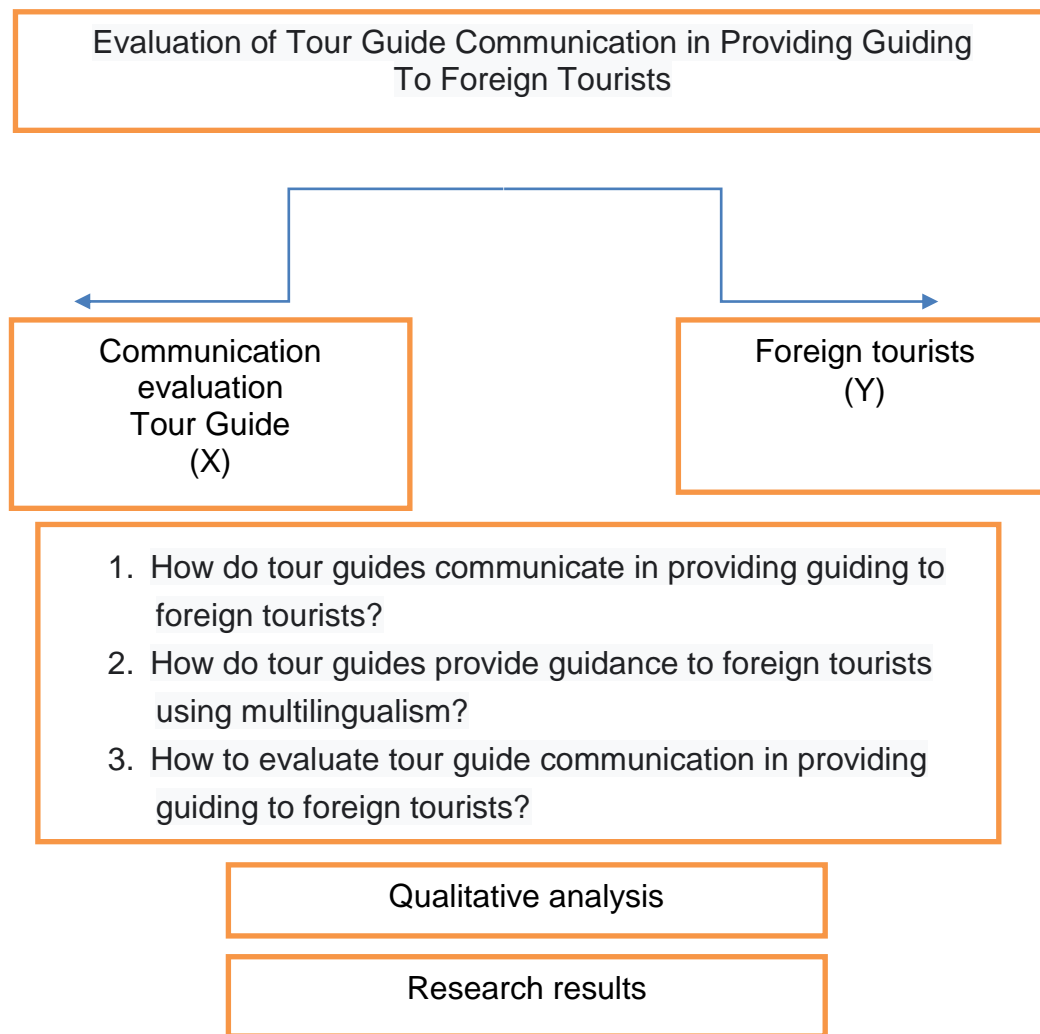 Evaluation of Tour Guide Communication in Providing Guiding
To Foreign Tourists
Communication
evaluation
Tour Guide
(X)
Foreign tourists
(Y)
1. How do tour guides communicate in providing guiding to
foreign tourists?
2. How do tour guides provide guidance to foreign tourists
using multilingualism?
3. How to evaluate tour guide communication in providing
guiding to foreign tourists?
Qualitative analysis
Research results